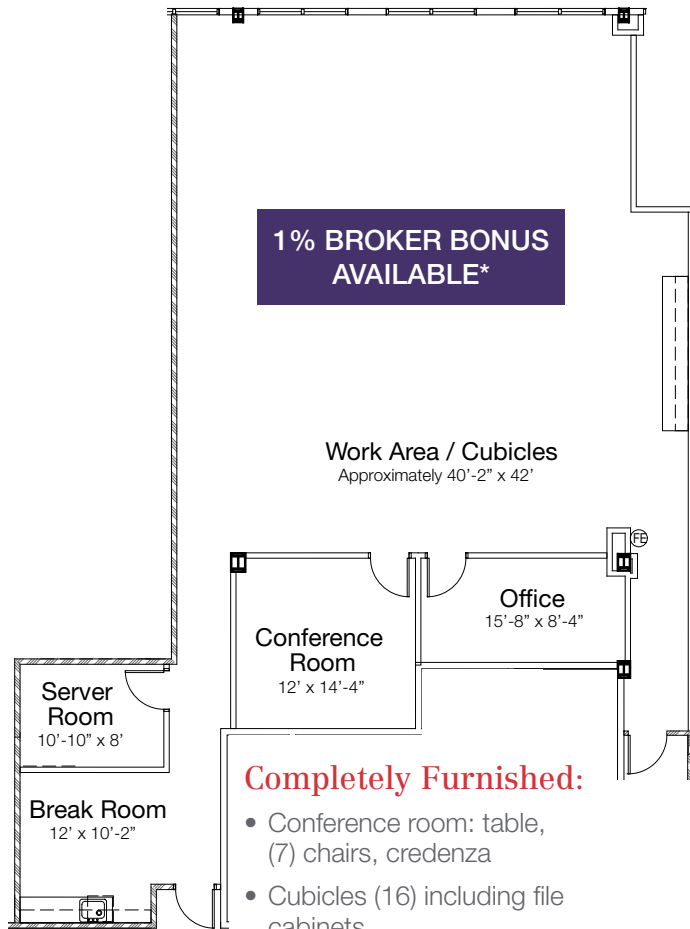 1% BROKER BONUS
AVAILABLE*
Work Area / Cubicles
Approximately 40'-2" x 42'
FE
Office
15'-8" x 8'-4"
Conference
Room
12' x 14'-4"
Server
Room
10'-10" x 8'
Break Room
12' x 10'-2"
Completely Furnished:
• Conference room: table,
(7) chairs, credenza
• Cubicles (16) including file
cabinets